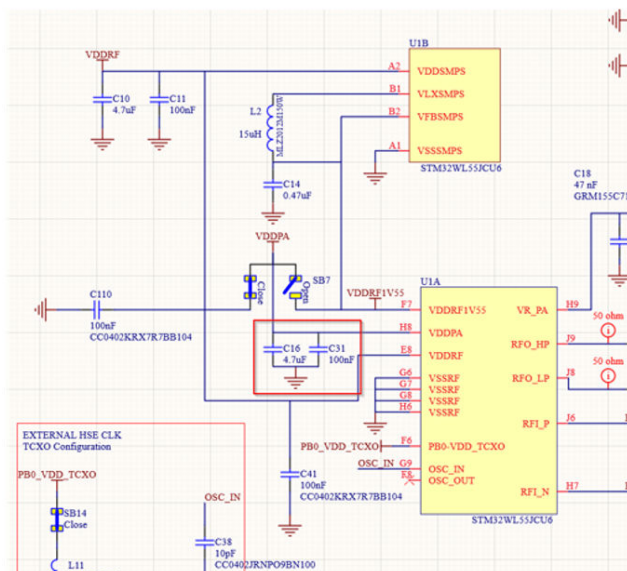 U1B
VDDRF
A2 VDDSMPS
C10
4.7uF
C11
100nF
B1 VLXSMPS
L2
15uH
MLZ2012M150W
B2 VFBSMPS
A1 VSSSMPS
STM32WL55JCU6
C14
0.47uF
C18
47 nF
GRM155C71
VDDPA
Close
Open
SB7
U1A
VDDRF1V55
C110
100nF
CC0402KRX7R7BB104
F7 VDDRF1V55
VR_PA H9
H8 VDDPA
50 ohm
C16
4.7uF
C31
100nF
E8 VDDRF
RFO_HP J9
G6 VSSRF
G7 VSSRF
G8 VSSRF
H6 VSSRF
50 ohm
RFO_LP J8
RFI_P J6
EXTERNAL HSE CLK
TCXO Configuration
PB0_VDD_TCXO F6 PB0-VDD_TCXO
OSC_IN G9 OSC_IN
OSC_OUT
RFI_N H7
PB0_VDD_TCXO
C41
100nF
CC0402KRX7R7BB104
OSC_IN
STM32WL55JCU6
SB14
Close
C38
10pF
CC0402JRNPO9BN100
L11